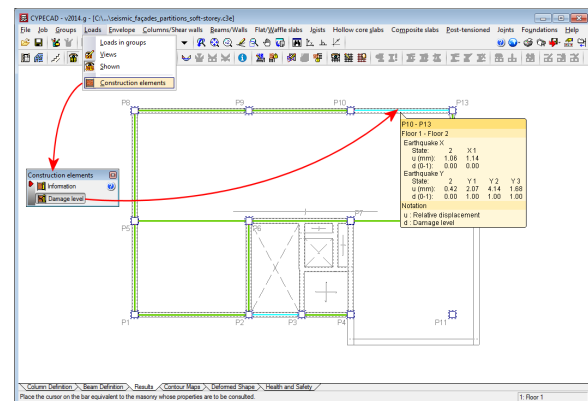 CYPECAD - v2014.g - [C:\...\seismic_façades_partitions_soft-storey.c3e]
File Job Groups Loads Envelope Columns/Shear walls Beams/Walls Flat/Waffle slabs Joists Hollow core slabs Composite slabs Post-tensioned Joints Foundations Help
Loads in groups
Views
Shown
Construction elements
P8 P9 P10 P13
P10 - P13
Floor 1 - Floor 2
Earthquake X
State: 2 X 1
u (mm): 1.06 1.14
d (0-1): 0.00 0.00
Earthquake Y
State: 2 Y 1 Y 2 Y 3
u (mm): 0.42 2.07 4.14 1.68
d (0-1): 0.00 1.00 1.00 1.00
Notation
u : Relative displacement
d : Damage level
Construction elements
Information
Damage level
P5 P6 P7
P1 P2 P3 P4 P11
Column Definition Beam Definition Results Contour Maps Deformed Shape Health and Safety
Place the cursor on the bar equivalent to the masonry whose properties are to be consulted.
1: Floor 1